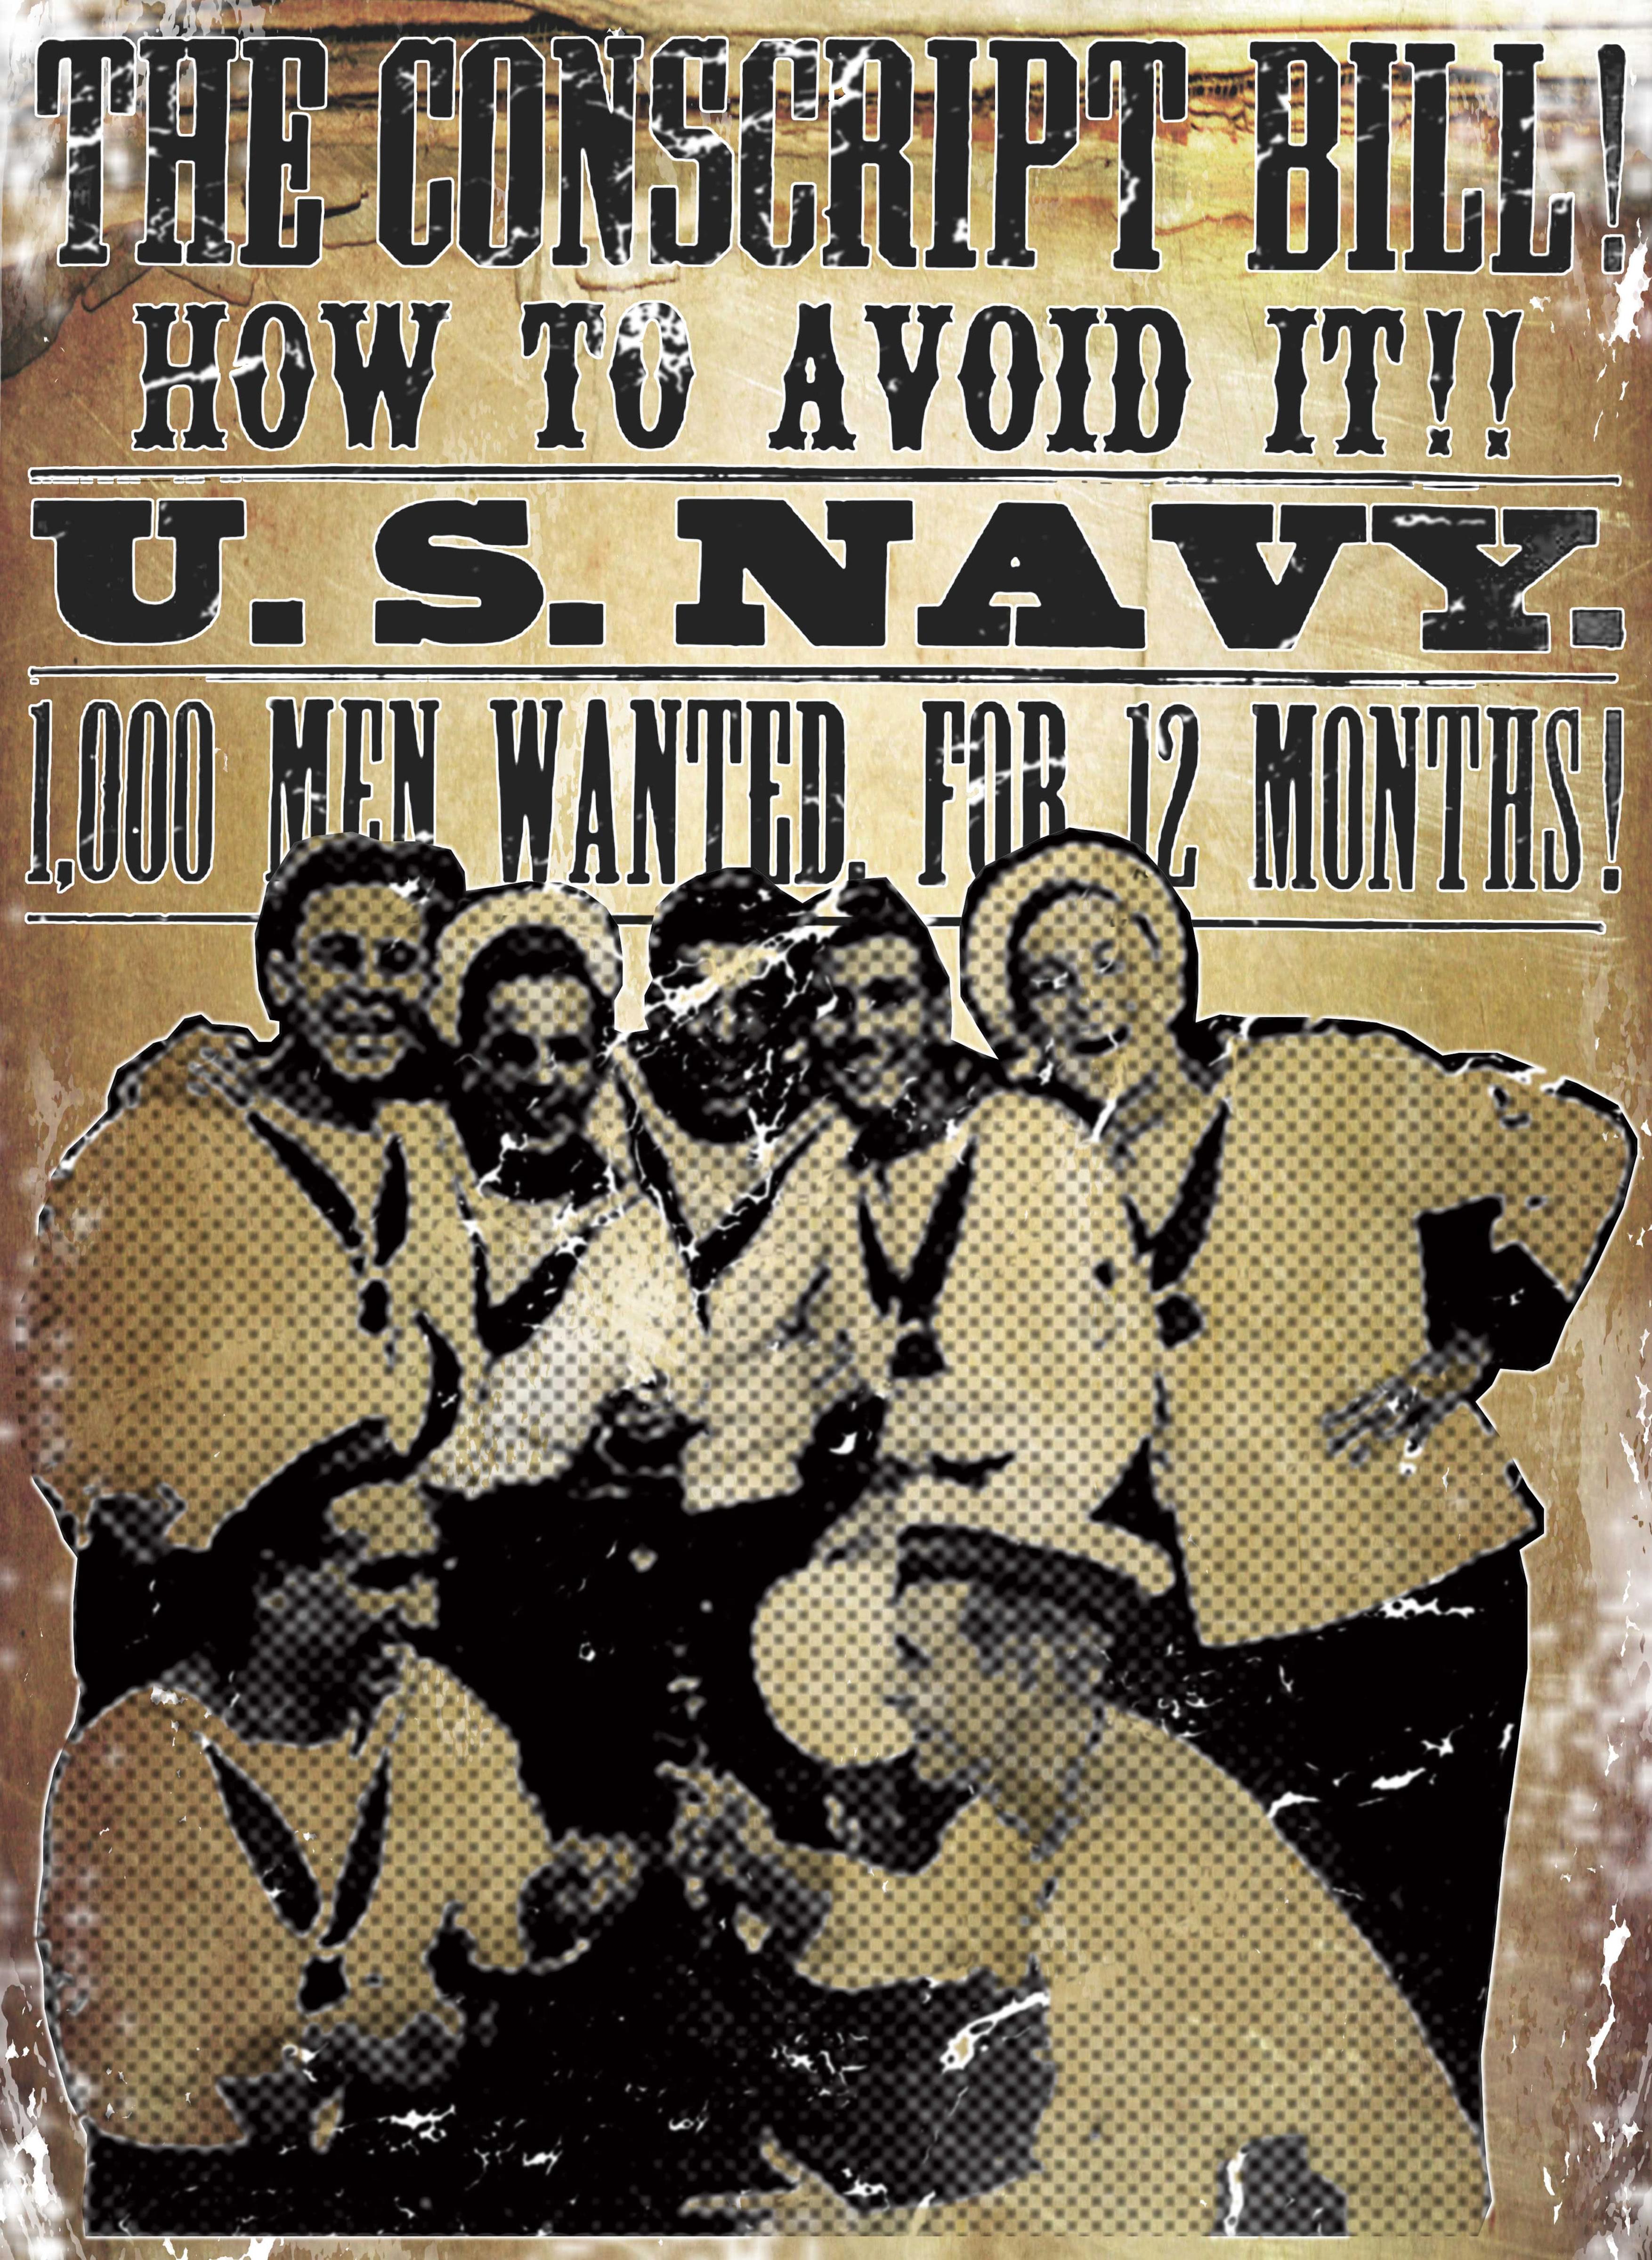 THE CONSCRIPT BILL!
HOW TO AVOID IT!!
U. S. NAVY.
1,000 MEN WANTED, FOR 12 MONTHS!